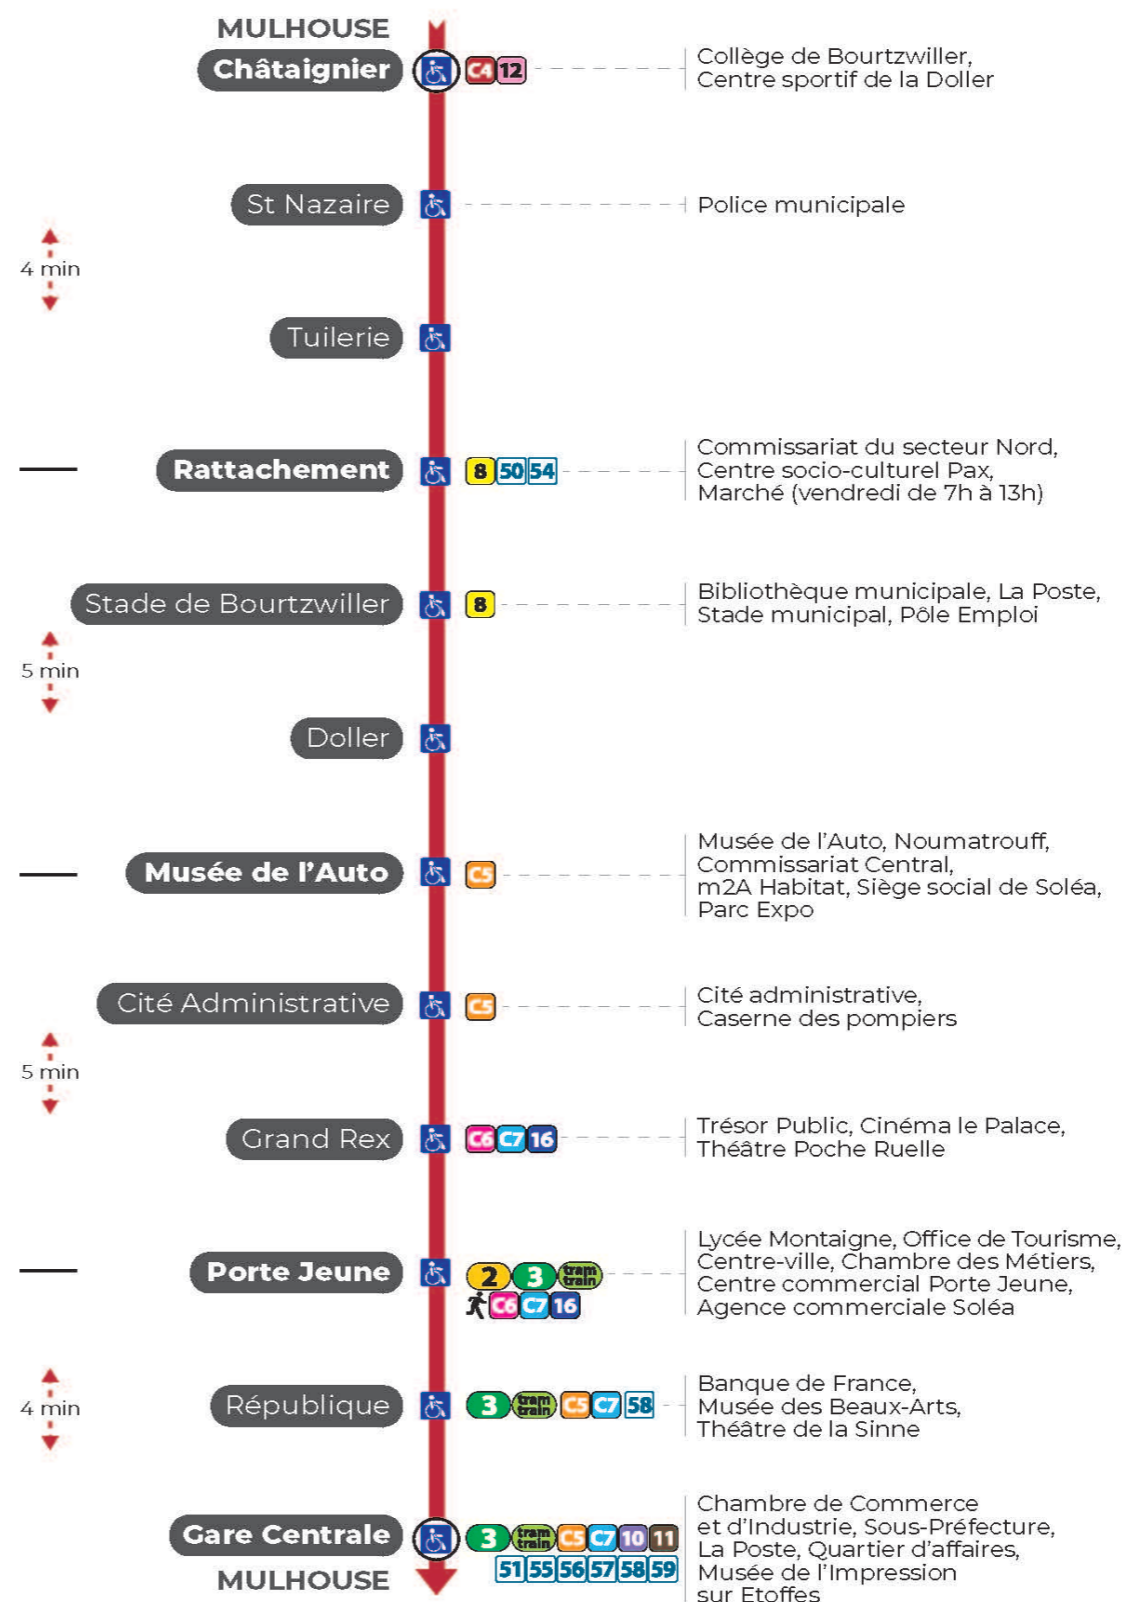 MULHOUSE
Châtaignier C4 12
Collège de Bourtzwiller,
Centre sportif de la Doller
St Nazaire
Police municipale
4 min
Tuilerie
Rattachement 8 50 54
Commissariat du secteur Nord,
Centre socio-culturel Pax,
Marché (vendredi de 7h à 13h)
Stade de Bourtzwiller 8
Bibliothèque municipale, La Poste,
Stade municipal, Pôle Emploi
5 min
Doller
Musée de l'Auto C5
Musée de l'Auto, Noumatrouff,
Commissariat Central,
m2A Habitat, Siège social de Soléa,
Parc Expo
Cité Administrative C5
Cité administrative,
Caserne des pompiers
5 min
Grand Rex C6 C7 16
Trésor Public, Cinéma le Palace,
Théâtre Poche Ruelle
Porte Jeune 2 3 tram train
C6 C7 16
Lycée Montaigne, Office de Tourisme,
Centre-ville, Chambre des Métiers,
Centre commercial Porte Jeune,
Agence commerciale Soléa
4 min
République 3 tram train C5 C7 58
Banque de France,
Musée des Beaux-Arts,
Théâtre de la Sinne
Gare Centrale 3 tram train C5 C7 10 11
51 55 56 57 58 59
MULHOUSE
Chambre de Commerce
et d'Industrie, Sous-Préfecture,
La Poste, Quartier d'affaires,
Musée de l'Impression
sur Etoffes